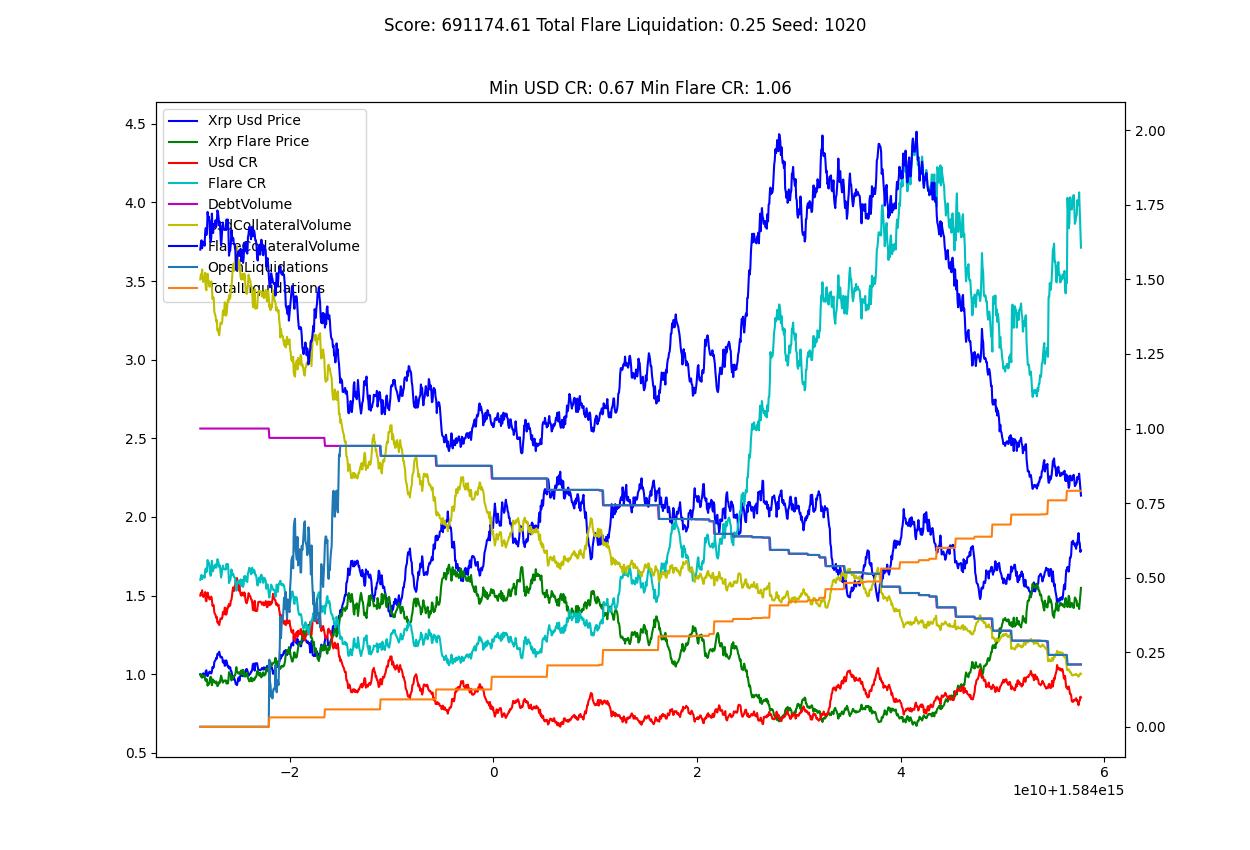 Score: 691174.61 Total Flare Liquidation: 0.25 Seed: 1020
Min USD CR: 0.67 Min Flare CR: 1.06
Xrp Usd Price
Xrp Flare Price
Usd CR
Flare CR
DebtVolume
UsdCollateralVolume
FlareCollateralVolume
OpenLiquidations
TotalLiquidations
4.5
4.0
3.5
3.0
2.5
2.0
1.5
1.0
0.5
2.00
1.75
1.50
1.25
1.00
0.75
0.50
0.25
0.00
−2
0
2
4
6
1e10+1.584e15